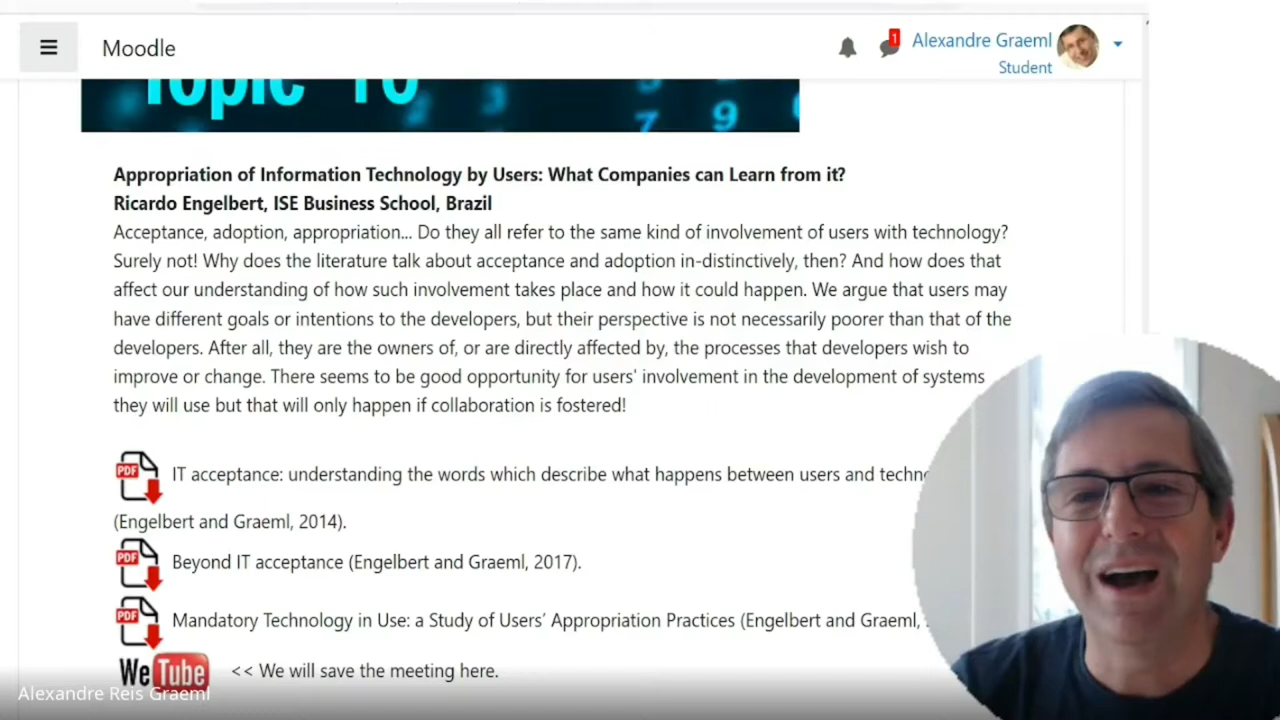 Moodle
1
Alexandre Graeml
Student
Topic 10
2
3
7
9
Appropriation of Information Technology by Users: What Companies can Learn from it?
Ricardo Engelbert, ISE Business School, Brazil
Acceptance, adoption, appropriation... Do they all refer to the same kind of involvement of users with technology?
Surely not! Why does the literature talk about acceptance and adoption in-distinctively, then? And how does that
affect our understanding of how such involvement takes place and how it could happen. We argue that users may
have different goals or intentions to the developers, but their perspective is not necessarily poorer than that of the
developers. After all, they are the owners of, or are directly affected by, the processes that developers wish to
improve or change. There seems to be good opportunity for users' involvement in the development of systems
they will use but that will only happen if collaboration is fostered!
PDF IT acceptance: understanding the words which describe what happens between users and
(Engelbert and Graeml, 2014).
PDF Beyond IT acceptance (Engelbert and Graeml, 2017).
PDF Mandatory Technology in Use: a Study of Users’ Appropriation Practices (Engelbert and Graeml,
WeTube << We will save the meeting here.
Alexandre Reis Graeml